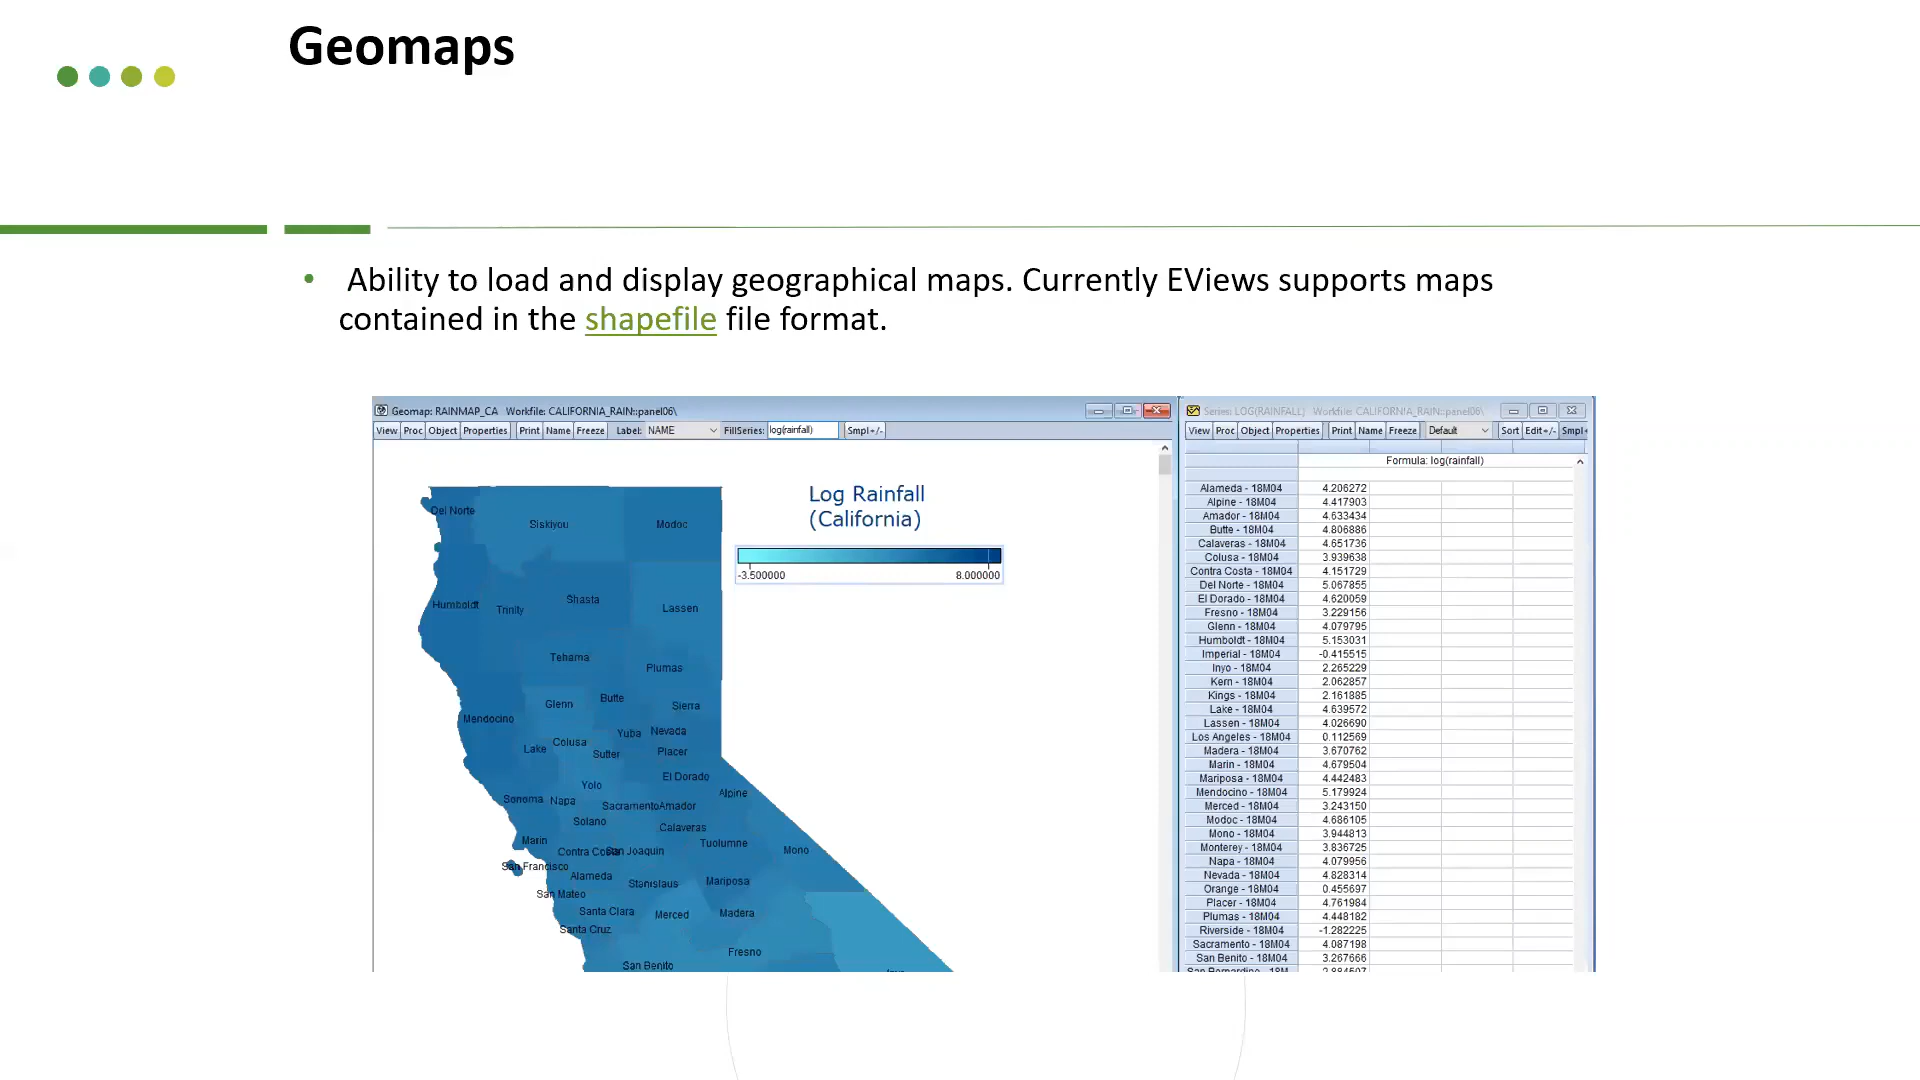 Geomaps
• Ability to load and display geographical maps. Currently EViews supports maps
contained in the shapefile file format.
Geomap: RAINMAP_CA Workfile: CALIFORNIA_RAIN::panel06\
View Proc Object Properties Print Name Freeze Label: NAME FillSeries: log(rainfall) Smpl+/-
Log Rainfall
(California)
-3.500000 8.000000
Del Norte
Siskiyou
Modoc
Humboldt
Trinity
Shasta
Lassen
Tehama
Plumas
Glenn
Butte
Sierra
Mendocino
Lake
Colusa
Yuba
Nevada
Sutter
Placer
Yolo
El Dorado
Sonoma
Napa
Sacramento
Amador
Alpine
Solano
Calaveras
Marin
Contra Costa
San Joaquin
Tuolumne
Mono
San Francisco
Alameda
Stanislaus
Mariposa
San Mateo
Santa Clara
Merced
Madera
Santa Cruz
Fresno
San Benito
Series: LOG(RAINFALL) Workfile: CALIFORNIA_RAIN::panel06\
View Proc Object Properties Print Name Freeze Default Sort Edit+/- Smpl+
Formula: log(rainfall)
Alameda - 18M04 4.206272
Alpine - 18M04 4.417903
Amador - 18M04 4.633434
Butte - 18M04 4.806886
Calaveras - 18M04 4.651736
Colusa - 18M04 3.939638
Contra Costa - 18M04 4.151729
Del Norte - 18M04 5.067855
El Dorado - 18M04 4.620059
Fresno - 18M04 3.229156
Glenn - 18M04 4.079795
Humboldt - 18M04 5.153031
Imperial - 18M04 -0.415515
Inyo - 18M04 2.265229
Kern - 18M04 2.062857
Kings - 18M04 2.161885
Lake - 18M04 4.639572
Lassen - 18M04 4.026690
Los Angeles - 18M04 0.112569
Madera - 18M04 3.670762
Marin - 18M04 4.679504
Mariposa - 18M04 4.442483
Mendocino - 18M04 5.179924
Merced - 18M04 3.243150
Modoc - 18M04 4.686105
Mono - 18M04 3.944813
Monterey - 18M04 3.836725
Napa - 18M04 4.079956
Nevada - 18M04 4.828314
Orange - 18M04 0.455697
Placer - 18M04 4.761984
Plumas - 18M04 4.448182
Riverside - 18M04 -1.282225
Sacramento - 18M04 4.087198
San Benito - 18M04 3.267666